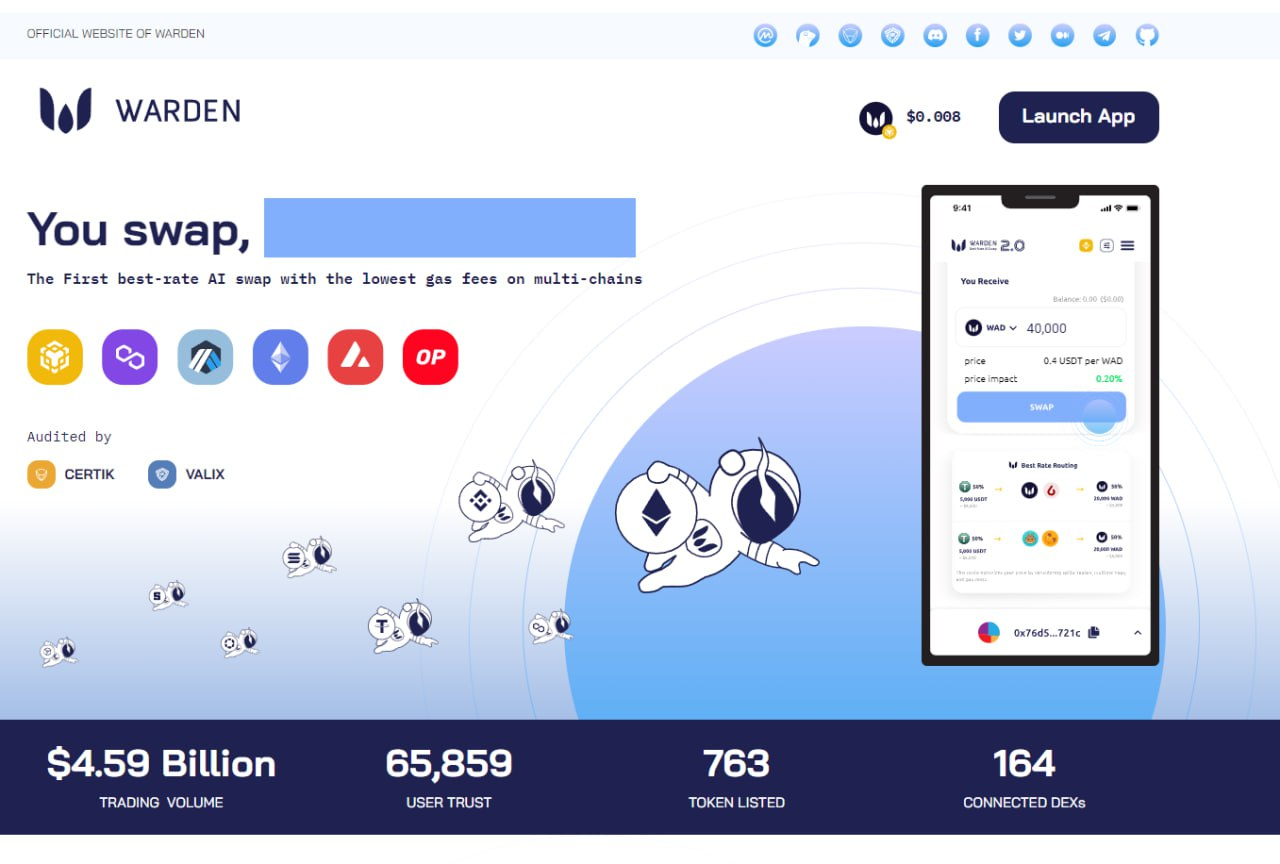 OFFICIAL WEBSITE OF WARDEN
WARDEN
$0.008
Launch App
You swap,
The First best-rate AI swap with the lowest gas fees on multi-chains
OP
Audited by
CERTIK
VALIX
9:41
WARDEN 2.0
You Receive
Balance: 0.00 ($0.00)
WAD 40,000
price 0.4 USDT per WAD
price impact 0.20%
SWAP
Best Rate Routing
50% 50%
5,000 USDT 20,000 WAD
50% 50%
5,000 USDT 20,000 WAD
0x76d5...721c
$4.59 Billion
TRADING VOLUME
65,859
USER TRUST
763
TOKEN LISTED
164
CONNECTED DEXs